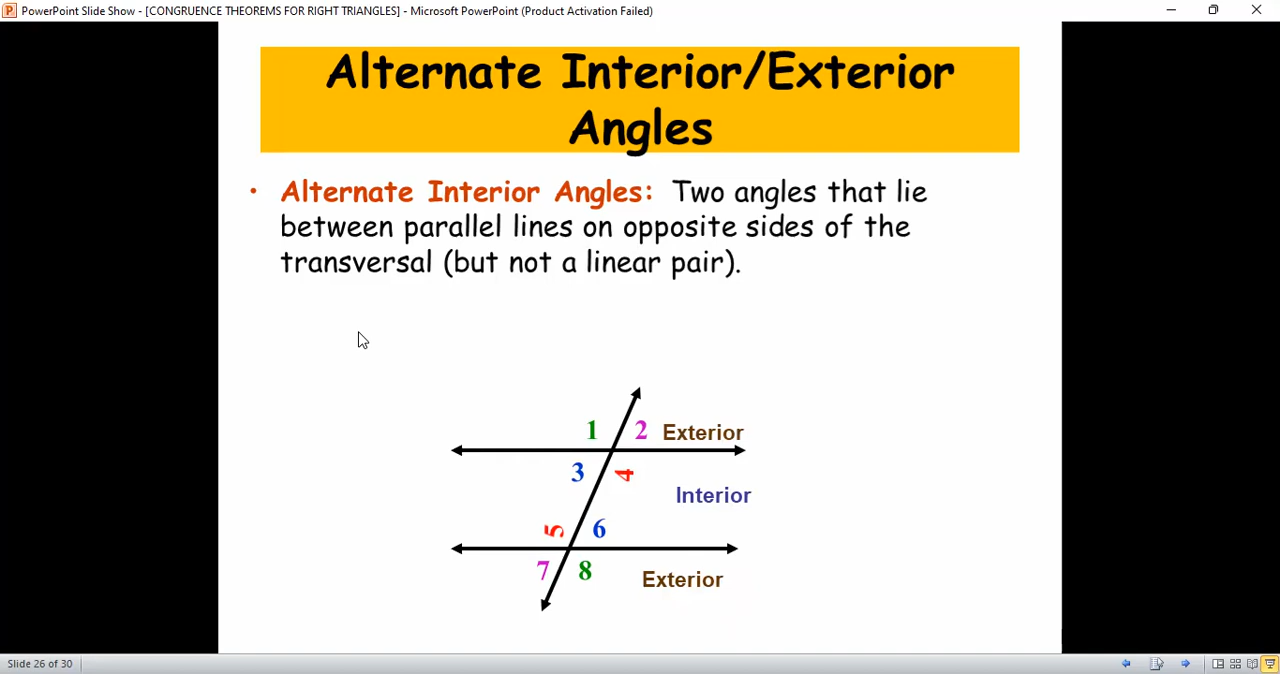 PowerPoint Slide Show - [CONGRUENCE THEOREMS FOR RIGHT TRIANGLES] - Microsoft PowerPoint (Product Activation Failed)
Alternate Interior/Exterior
Angles
• Alternate Interior Angles: Two angles that lie
between parallel lines on opposite sides of the
transversal (but not a linear pair).
1 2 Exterior
3 4
Interior
5 6
7 8 Exterior
Slide 26 of 30